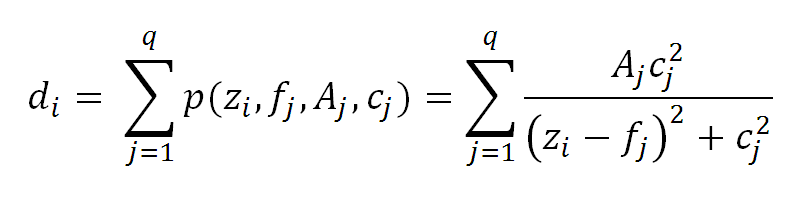 d_i = \sum_{j=1}^{q} p(z_i, f_j, A_j, c_j) = \sum_{j=1}^{q} \frac{A_j c_j^2}{(z_i - f_j)^2 + c_j^2}